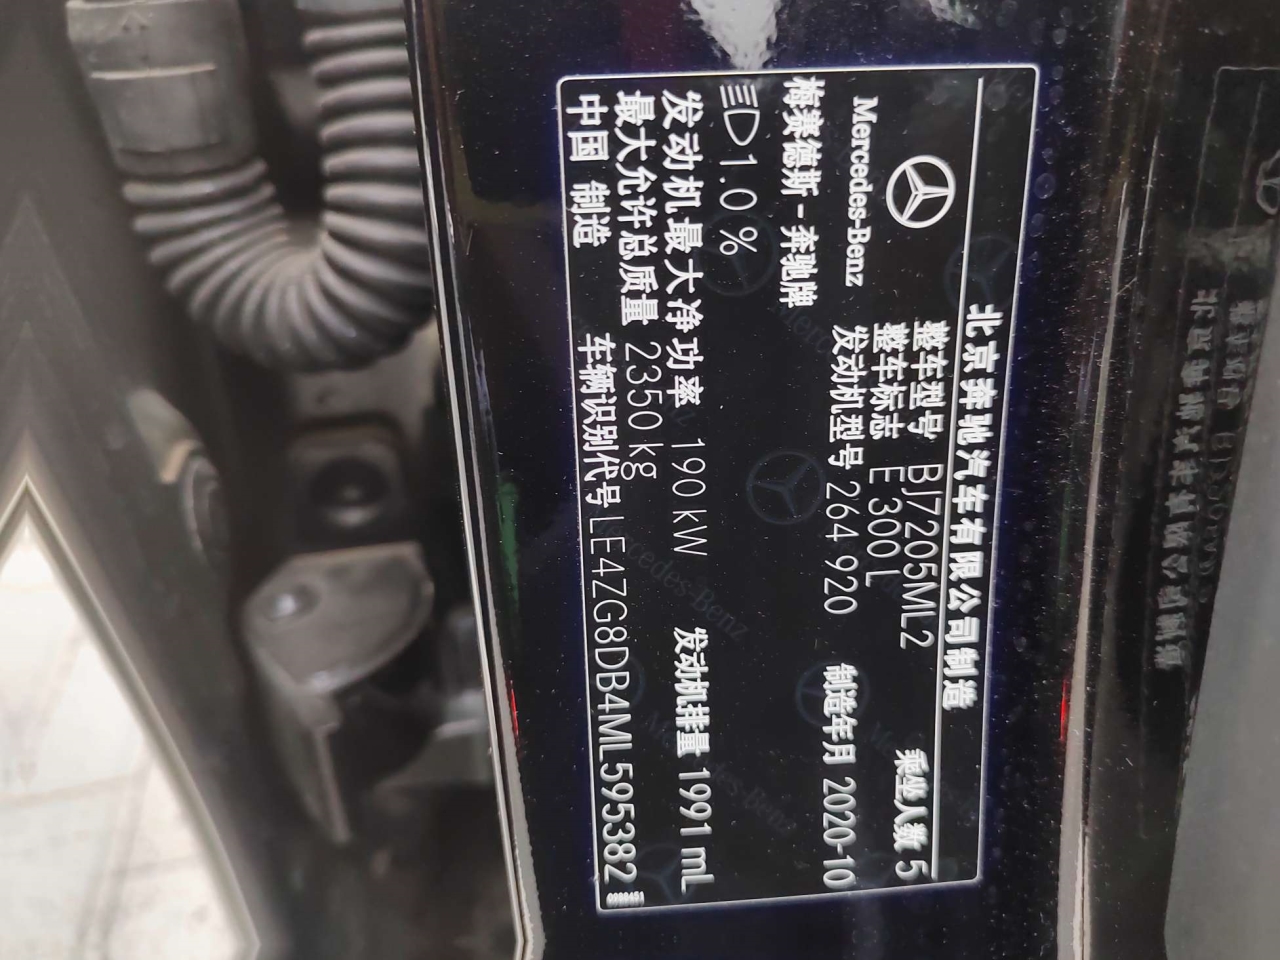 北京奔驰汽车有限公司制造
Mercedes-Benz
整车型号 BJ7205ML2 乘坐人数 5
整车标志 E 300 L
发动机型号 264 920 制造年月 2020-10
梅赛德斯-奔驰牌
1.0%
发动机最大净功率 190 kW 发动机排量 1991 mL
最大允许总质量 2350 kg
中国 制造 车辆识别代号 LE4ZG8DB4ML595382